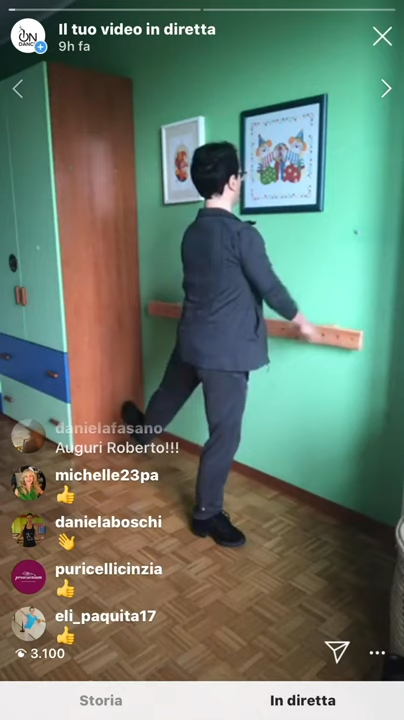 ON
DANC
Il tuo video in diretta
9h fa
danielafasano
Auguri Roberto!!!
michelle23pa
danielaboschi
puricellicinzia
eli_paquita17
3.100
Storia
In diretta